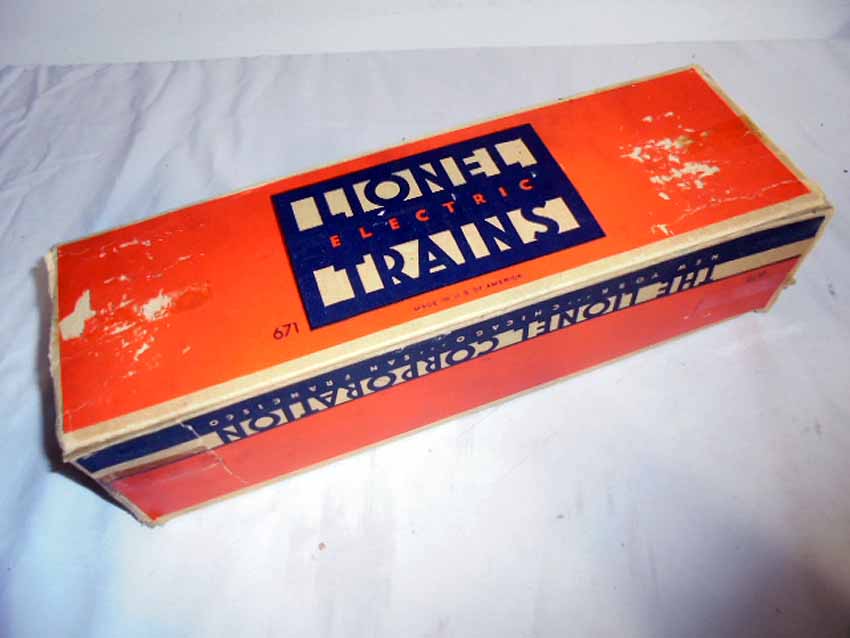 LIONEL
ELECTRIC
TRAINS
MADE IN U.S. OF AMERICA
671
THE LIONEL CORPORATION
NEW YORK · CHICAGO · SAN FRANCISCO